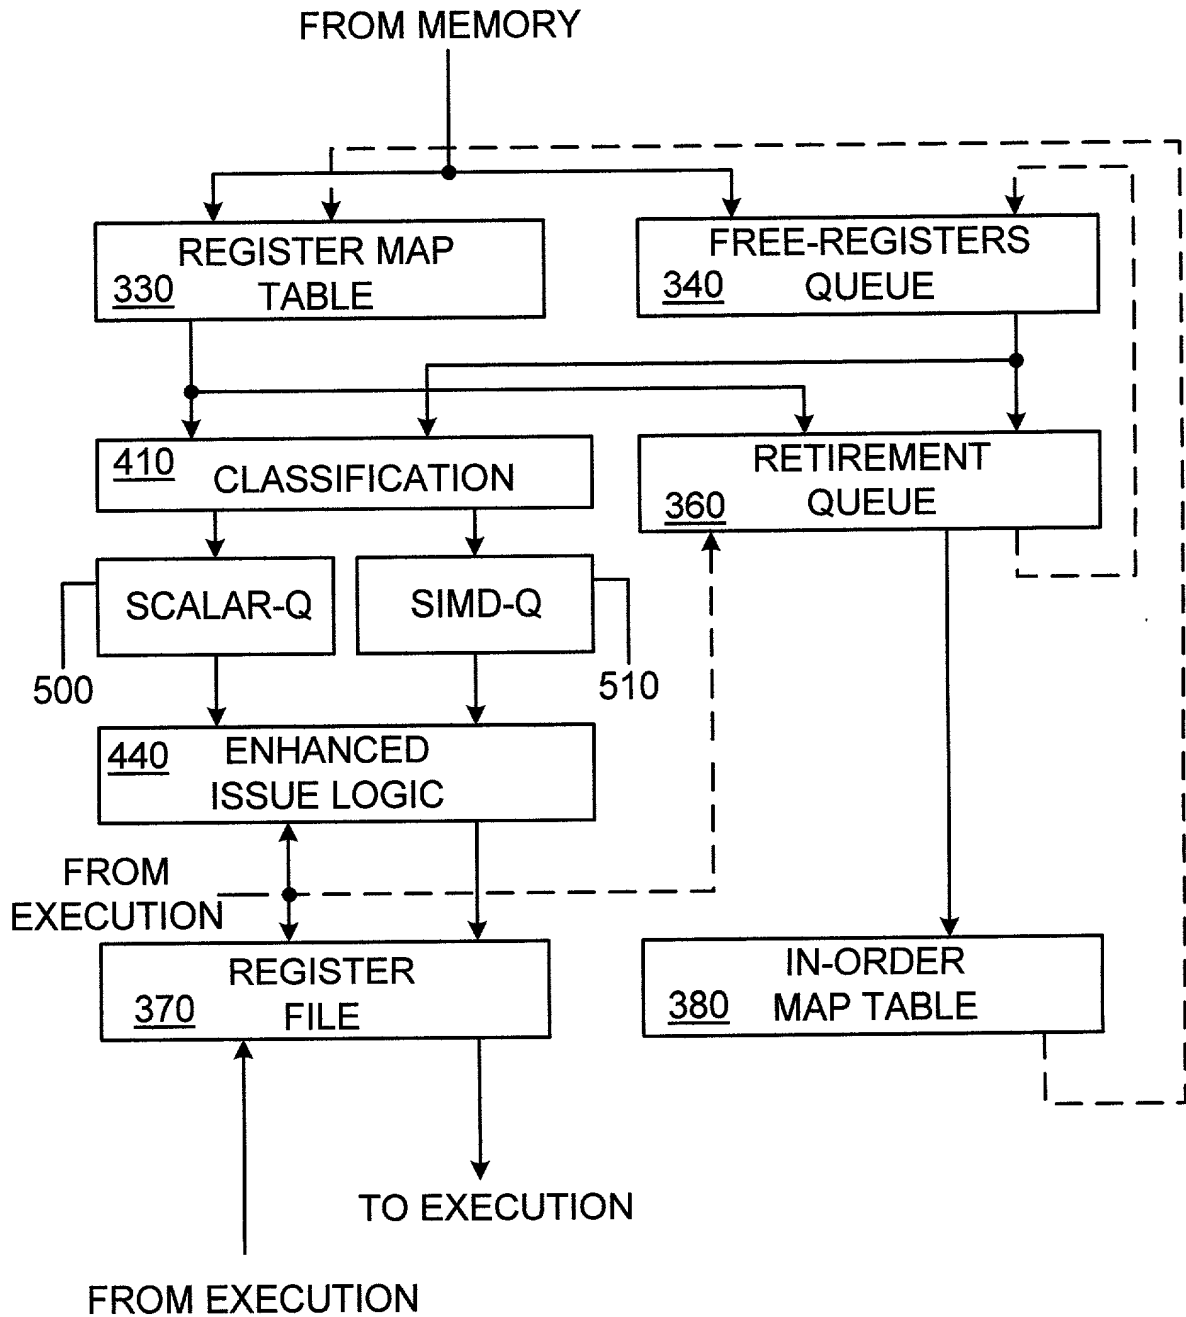 FROM MEMORY
REGISTER MAP
TABLE
330
FREE-REGISTERS
QUEUE
340
410
CLASSIFICATION
RETIREMENT
QUEUE
360
SCALAR-Q
SIMD-Q
500
510
440
ENHANCED
ISSUE LOGIC
FROM
EXECUTION
REGISTER
FILE
370
IN-ORDER
MAP TABLE
380
TO EXECUTION
FROM EXECUTION